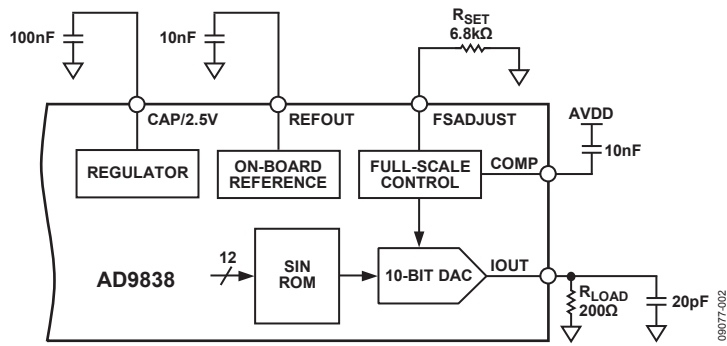 100nF
10nF
RSET
6.8kΩ
CAP/2.5V
REFOUT
FSADJUST
AVDD
REGULATOR
ON-BOARD
REFERENCE
FULL-SCALE
CONTROL
COMP
10nF
AD9838
12
SIN
ROM
10-BIT DAC
IOUT
RLOAD
200Ω
20pF
09077-002